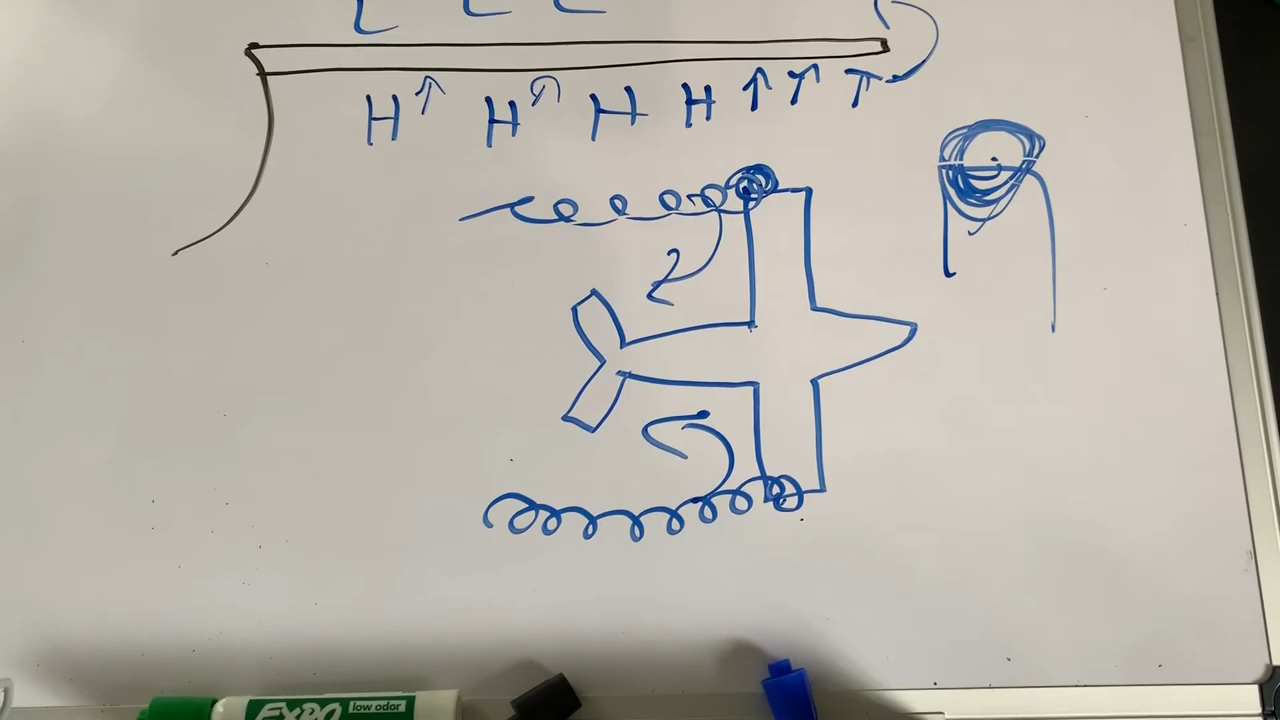 L L L
H ↑ H ↑ H H ↑ ↑ ↑
EXPO low odor